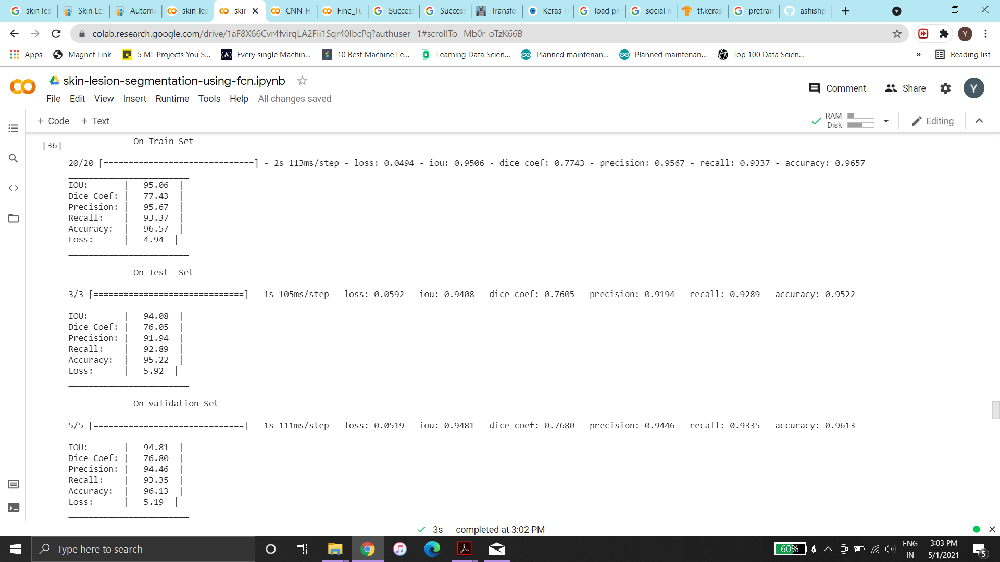 skin les Skin Le Autom skin-les skin CNN-H Fine_Tu Success Success Transfe Keras T load pr social n tf.keras pretrain ashishp
colab.research.google.com/drive/1aF8X66Cvr4fvirqLA2Fii1Sqr40IbcPq?authuser=1#scrollTo=Mb0r-oTzK66B
Apps Magnet Link 5 ML Projects You S... Every single Machin... 10 Best Machine Le... Learning Data Scien... Planned maintenan... Planned maintenan... Top 100 Data Scien... » Reading list
skin-lesion-segmentation-using-fcn.ipynb
Comment Share Y
File Edit View Insert Runtime Tools Help All changes saved
+ Code + Text RAM Disk Editing
[36] -------------On Train Set--------------------------
20/20 [==============================] - 2s 113ms/step - loss: 0.0494 - iou: 0.9506 - dice_coef: 0.7743 - precision: 0.9567 - recall: 0.9337 - accuracy: 0.9657
________________________
IOU: | 95.06 |
Dice Coef: | 77.43 |
Precision: | 95.67 |
Recall: | 93.37 |
Accuracy: | 96.57 |
Loss: | 4.94 |
________________________
-------------On Test  Set--------------------------
3/3 [==============================] - 1s 105ms/step - loss: 0.0592 - iou: 0.9408 - dice_coef: 0.7605 - precision: 0.9194 - recall: 0.9289 - accuracy: 0.9522
________________________
IOU: | 94.08 |
Dice Coef: | 76.05 |
Precision: | 91.94 |
Recall: | 92.89 |
Accuracy: | 95.22 |
Loss: | 5.92 |
________________________
-------------On validation Set---------------------
5/5 [==============================] - 1s 111ms/step - loss: 0.0519 - iou: 0.9481 - dice_coef: 0.7680 - precision: 0.9446 - recall: 0.9335 - accuracy: 0.9613
________________________
IOU: | 94.81 |
Dice Coef: | 76.80 |
Precision: | 94.46 |
Recall: | 93.35 |
Accuracy: | 96.13 |
Loss: | 5.19 |
________________________
3s completed at 3:02 PM
Type here to search 60% ENG 3:03 PM
IN 5/1/2021 5